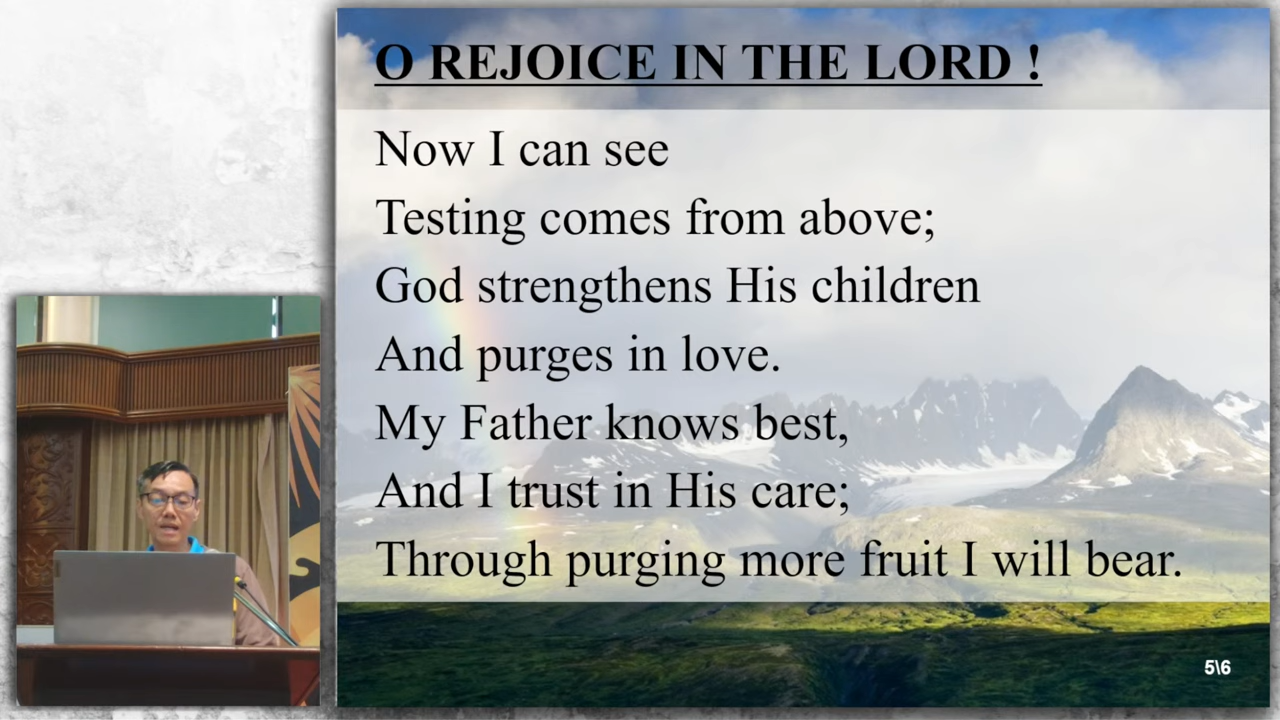 O REJOICE IN THE LORD !
Now I can see
Testing comes from above;
God strengthens His children
And purges in love.
My Father knows best,
And I trust in His care;
Through purging more fruit I will bear.
5\6